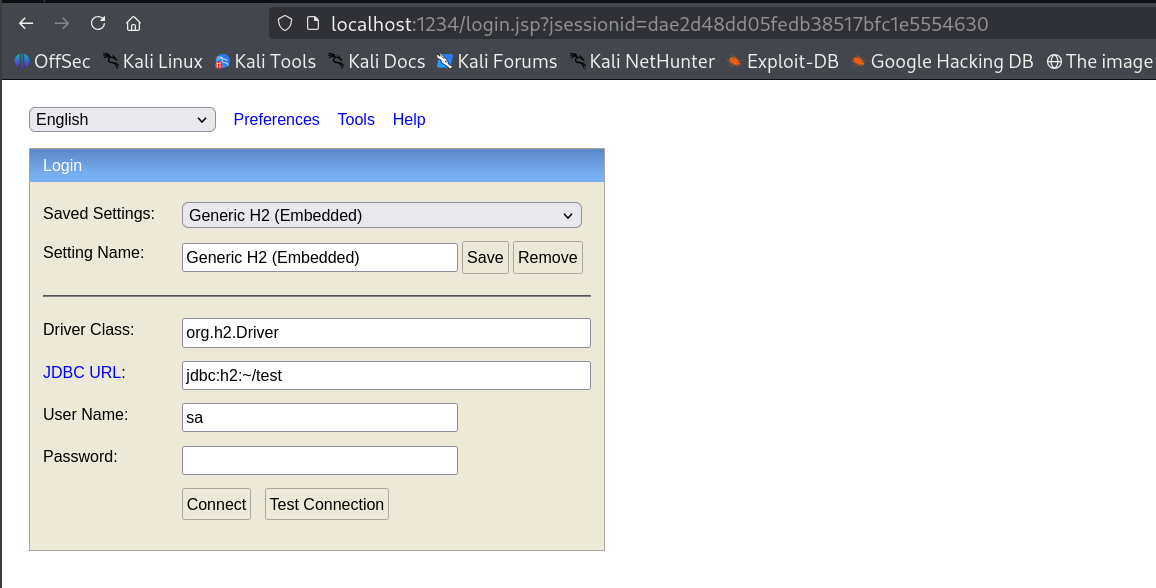 localhost:1234/login.jsp?jsessionid=dae2d48dd05fedb38517bfc1e5554630
OffSec Kali Linux Kali Tools Kali Docs Kali Forums Kali NetHunter Exploit-DB Google Hacking DB The image
English Preferences Tools Help
Login
Saved Settings: Generic H2 (Embedded)
Setting Name: Generic H2 (Embedded) Save Remove
Driver Class: org.h2.Driver
JDBC URL: jdbc:h2:~/test
User Name: sa
Password:
Connect Test Connection